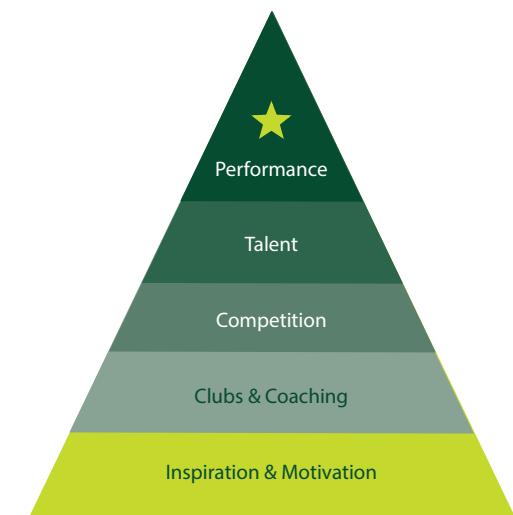 Performance
Talent
Competition
Clubs & Coaching
Inspiration & Motivation